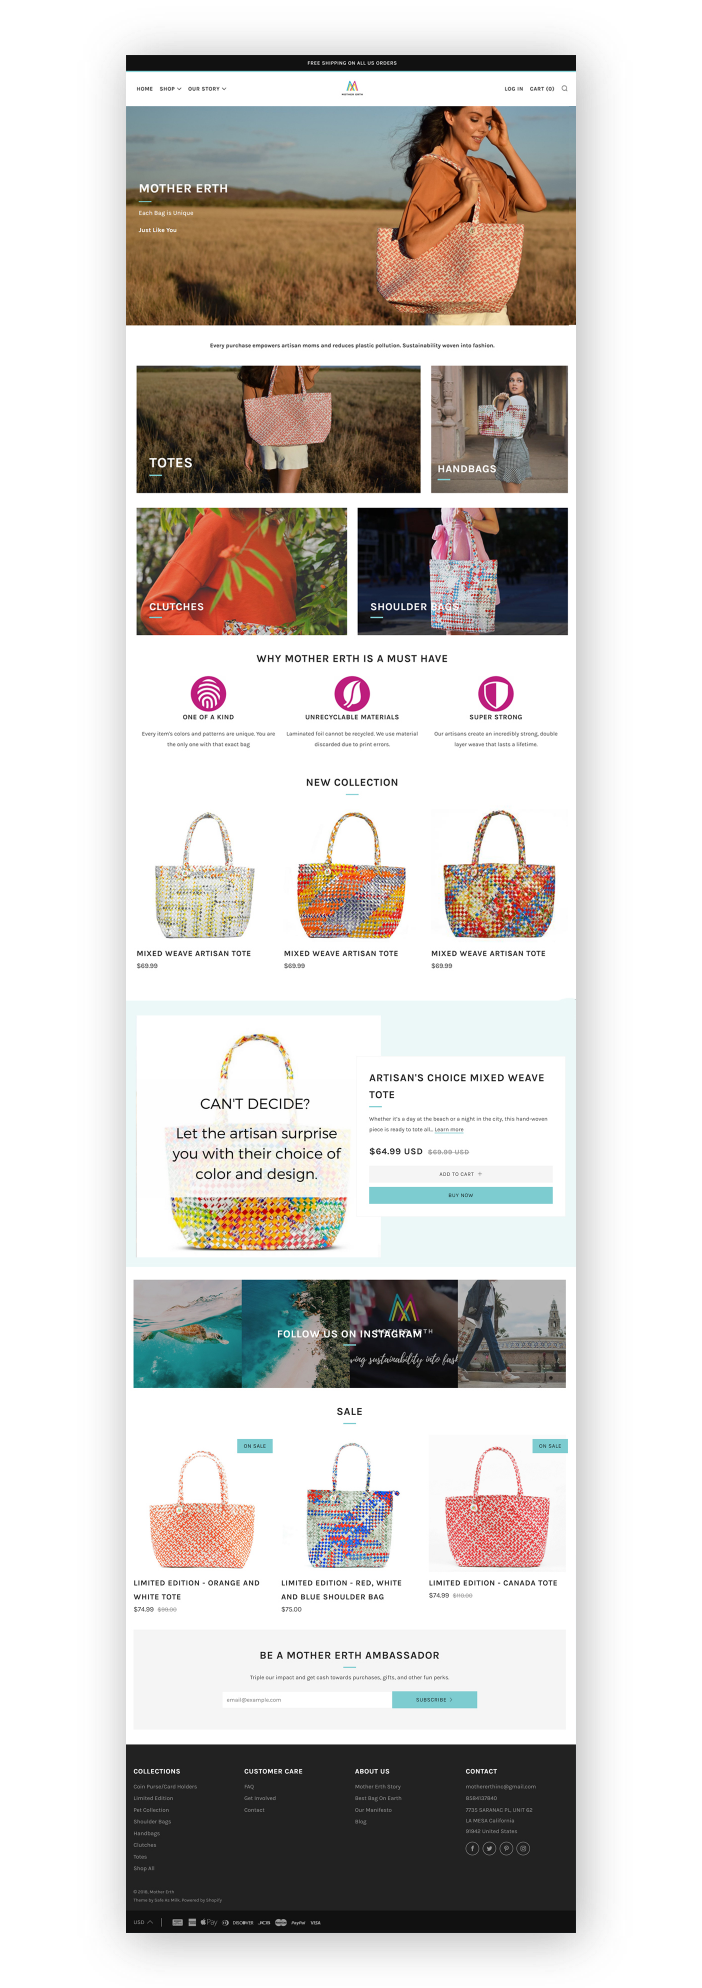 FREE SHIPPING ON ALL US ORDERS
HOME SHOP OUR STORY
MOTHER ERTH
LOG IN CART (0)
MOTHER ERTH
Each Bag is Unique
Just Like You
Every purchase empowers artisan moms and reduces plastic pollution. Sustainability woven into fashion.
TOTES
HANDBAGS
CLUTCHES
SHOULDER BAGS
WHY MOTHER ERTH IS A MUST HAVE
ONE OF A KIND
Every item's colors and patterns are unique. You are
the only one with that exact bag
UNRECYCLABLE MATERIALS
Laminated foil cannot be recycled. We use material
discarded due to print errors.
SUPER STRONG
Our artisans create an incredibly strong, double
layer weave that lasts a lifetime.
NEW COLLECTION
MIXED WEAVE ARTISAN TOTE
$69.99
MIXED WEAVE ARTISAN TOTE
$69.99
MIXED WEAVE ARTISAN TOTE
$69.99
CAN'T DECIDE?
Let the artisan surprise
you with their choice of
color and design.
ARTISAN'S CHOICE MIXED WEAVE
TOTE
Whether it's a day at the beach or a night in the city, this hand-woven
piece is ready to tote all... Learn more
$64.99 USD $69.99 USD
ADD TO CART +
BUY NOW
FOLLOW US ON INSTAGRAM
ving sustainability into fas
SALE
ON SALE
LIMITED EDITION - ORANGE AND
WHITE TOTE
$74.99 $99.00
LIMITED EDITION - RED, WHITE
AND BLUE SHOULDER BAG
$75.00
ON SALE
LIMITED EDITION - CANADA TOTE
$74.99
BE A MOTHER ERTH AMBASSADOR
Triple our impact and get cash towards purchases, gifts, and other fun perks.
email@example.com
SUBSCRIBE
COLLECTIONS
Coin Purse/Card Holders
Limited Edition
Pet Collection
Shoulder Bags
Handbags
Clutches
Totes
Shop All
CUSTOMER CARE
FAQ
Get Involved
Contact
ABOUT US
Mother Erth Story
Best Bag On Earth
Our Manifesto
Blog
CONTACT
mothererthinc@gmail.com
8584137840
7735 SARANAC PL, UNIT 62
LA MESA California
91942 United States
© 2018, Mother Erth
Theme by Safe As Milk. Powered by Shopify
USD
Pay DISCOVER JCB PayPal VISA